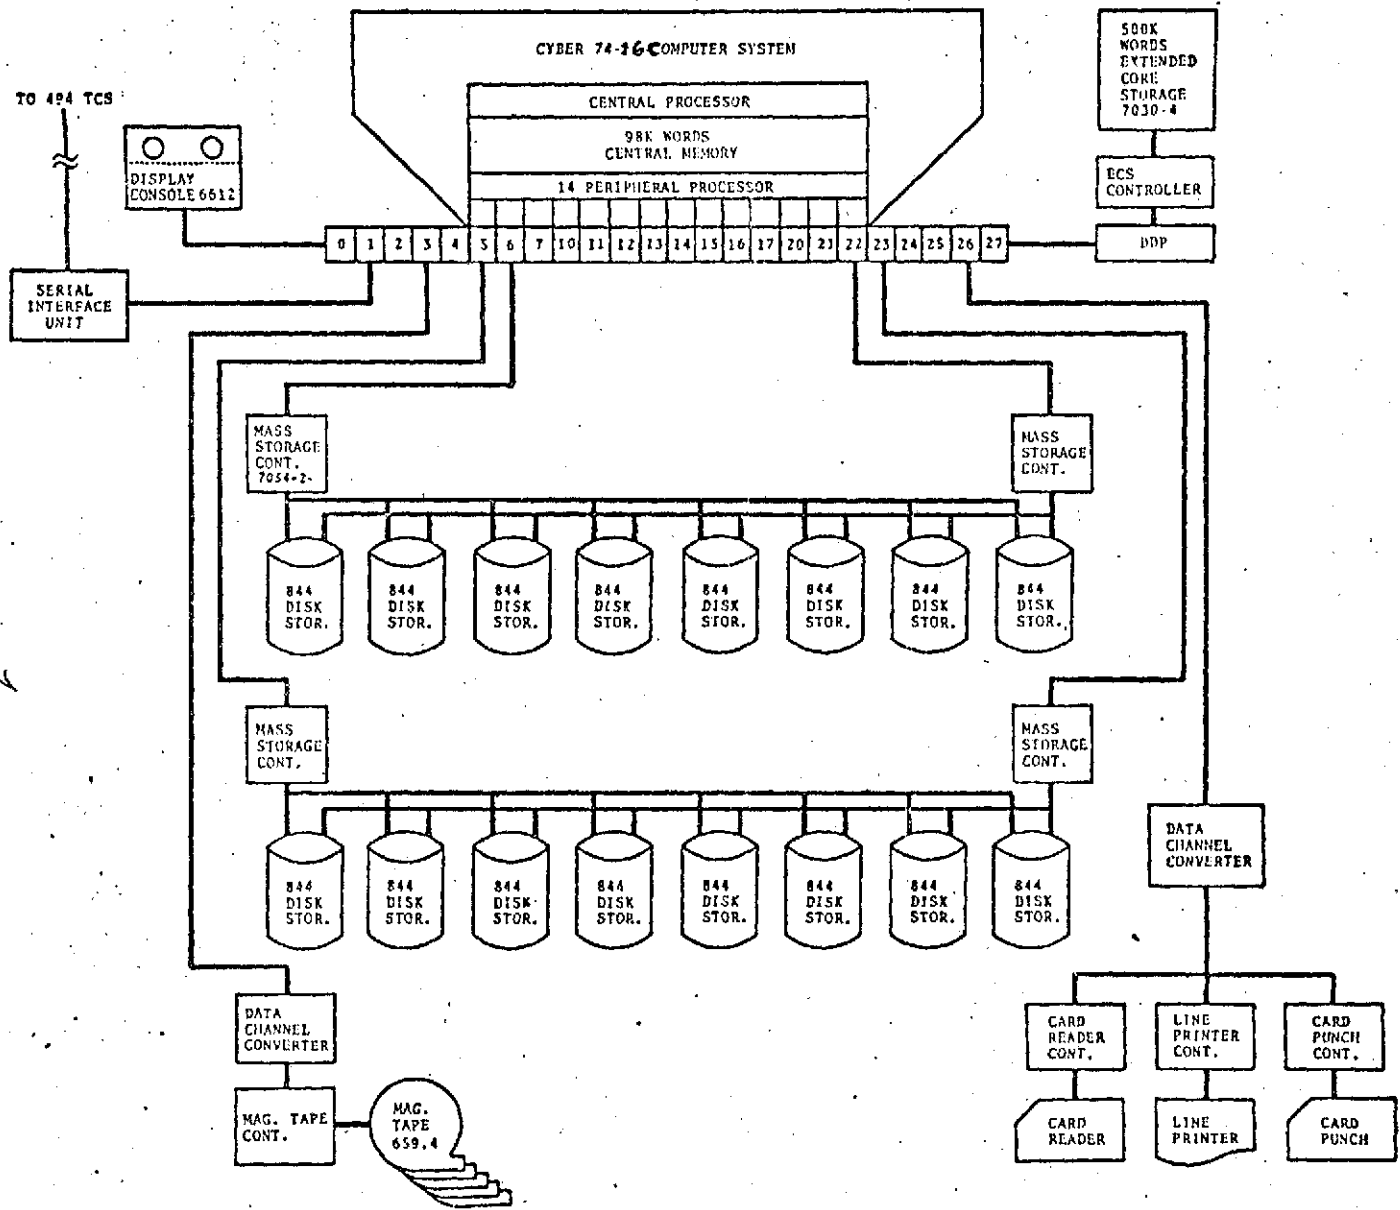 CYBER 74-16 COMPUTER SYSTEM
500K
WORDS
EXTENDED
CORE
STORAGE
7030-4
TO 494 TCS
CENTRAL PROCESSOR
98K WORDS
CENTRAL MEMORY
DISPLAY
CONSOLE 6612
14 PERIPHERAL PROCESSOR
ECS
CONTROLLER
0 1 2 3 4 5 6 7 10 11 12 13 14 15 16 17 20 21 22 23 24 25 26 27
DDP
SERIAL
INTERFACE
UNIT
MASS
STORAGE
CONT.
7054-2-
MASS
STORAGE
CONT.
844
DISK
STOR.
844
DISK
STOR.
844
DISK
STOR.
844
DISK
STOR.
844
DISK
STOR.
844
DISK
STOR.
844
DISK
STOR.
844
DISK
STOR.
MASS
STORAGE
CONT.
MASS
STORAGE
CONT.
844
DISK
STOR.
844
DISK
STOR.
844
DISK
STOR.
844
DISK
STOR.
844
DISK
STOR.
844
DISK
STOR.
844
DISK
STOR.
844
DISK
STOR.
DATA
CHANNEL
CONVERTER
DATA
CHANNEL
CONVERTER
CARD
READER
CONT.
LINE
PRINTER
CONT.
CARD
PUNCH
CONT.
MAG. TAPE
CONT.
MAG.
TAPE
659.4
CARD
READER
LINE
PRINTER
CARD
PUNCH